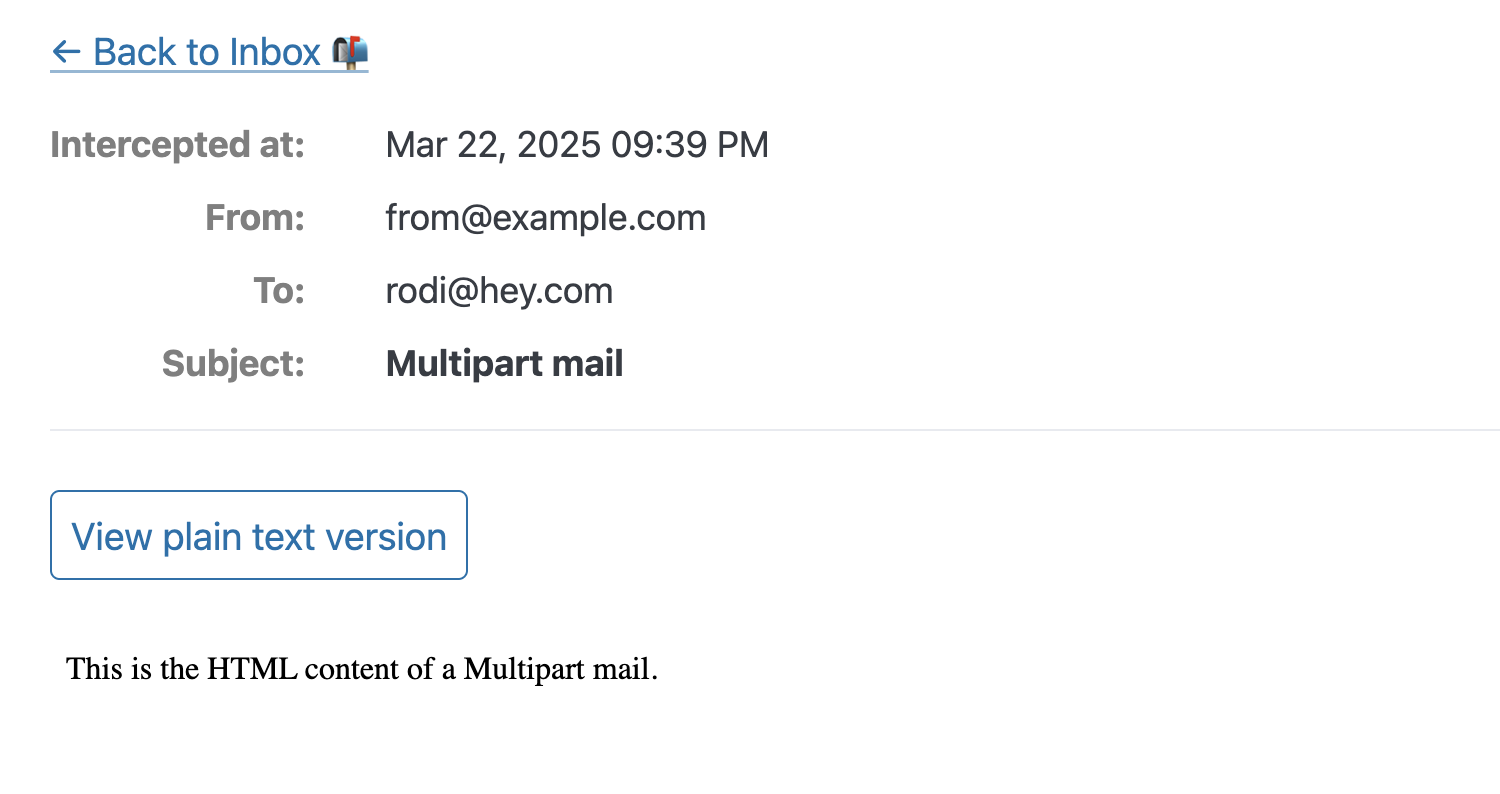 ← Back to Inbox 📬
Intercepted at: Mar 22, 2025 09:39 PM
From: from@example.com
To: rodi@hey.com
Subject: Multipart mail
View plain text version
This is the HTML content of a Multipart mail.